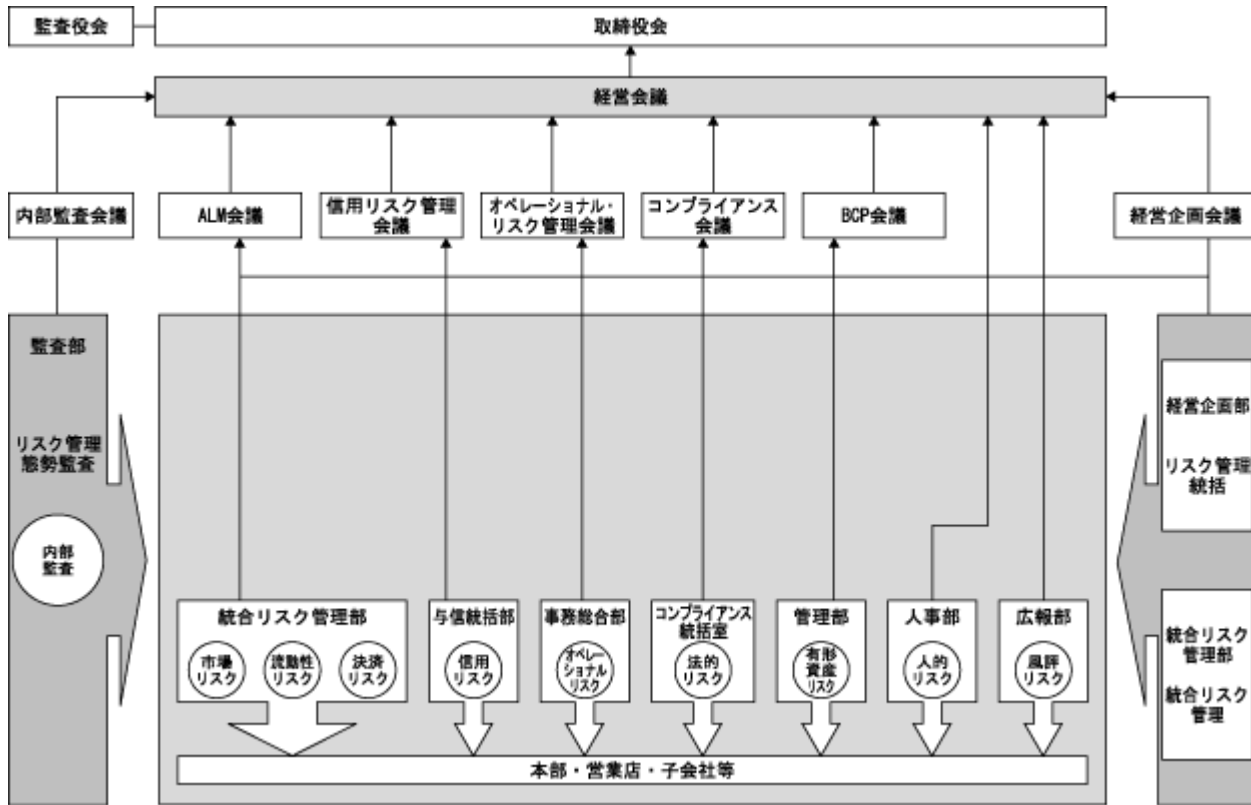 監査役会
取締役会
経営会議
内部監査会議
ALM会議
信用リスク管理
会議
オペレーショナル・
リスク管理会議
コンプライアンス
会議
BCP会議
経営企画会議
監査部
リスク管理
態勢監査
内部
監査
統合リスク管理部
市場
リスク
流動性
リスク
決済
リスク
与信統括部
信用
リスク
事務総合部
オペレー
ショナル
リスク
コンプライアンス
統括室
法的
リスク
管理部
有形
資産
リスク
人事部
人的
リスク
広報部
風評
リスク
本部・営業店・子会社等
経営企画部
リスク管理
統括
統合リスク
管理部
統合リスク
管理